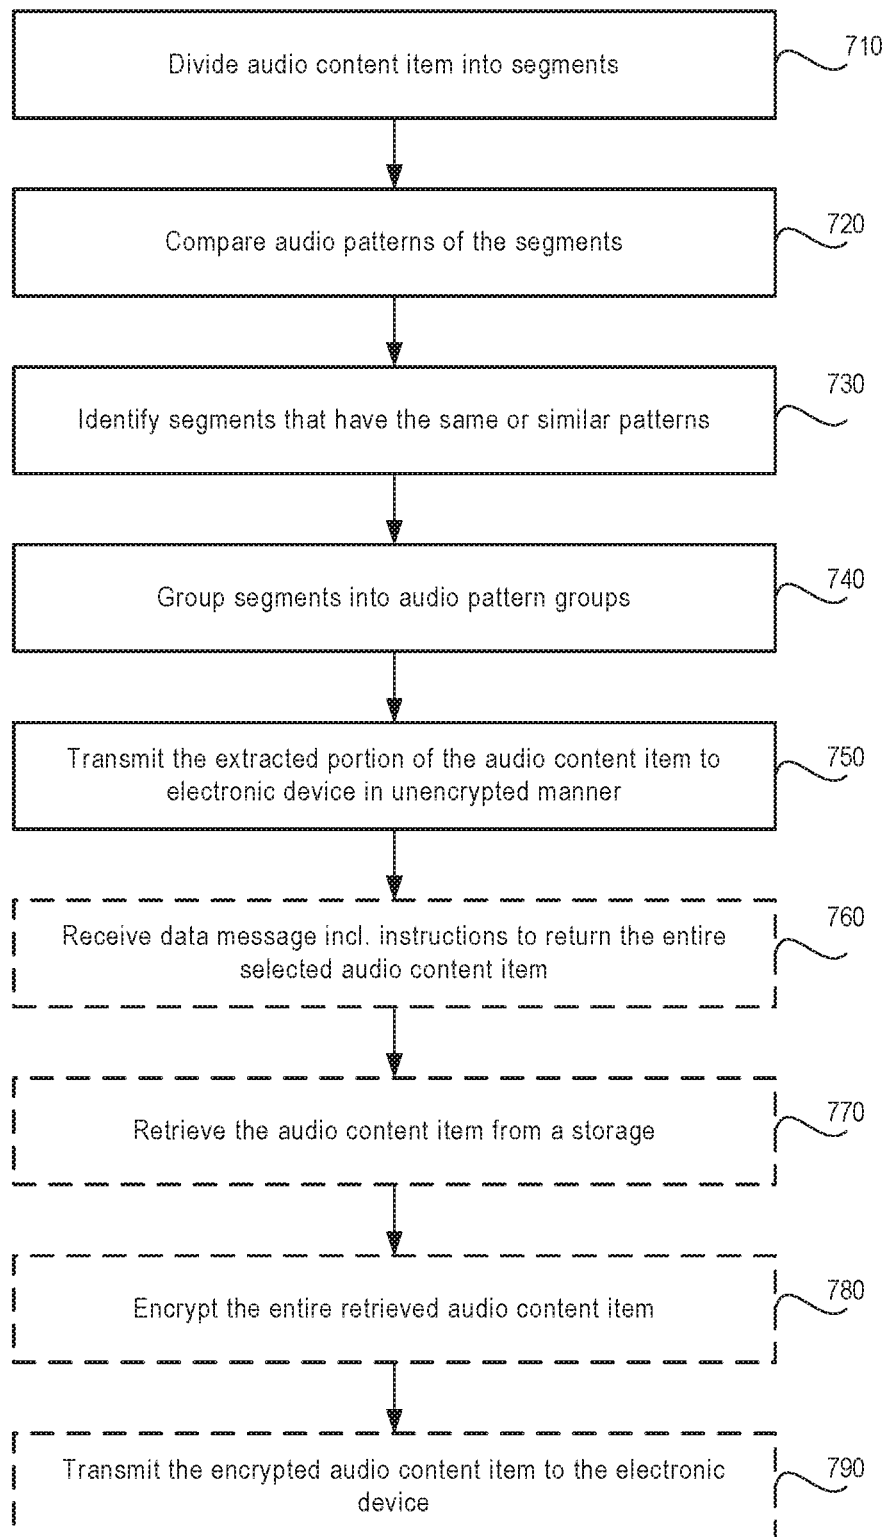 Divide audio content item into segments
710
Compare audio patterns of the segments
720
Identify segments that have the same or similar patterns
730
Group segments into audio pattern groups
740
Transmit the extracted portion of the audio content item to
electronic device in unencrypted manner
750
Receive data message incl. instructions to return the entire
selected audio content item
760
Retrieve the audio content item from a storage
770
Encrypt the entire retrieved audio content item
780
Transmit the encrypted audio content item to the electronic
device
790